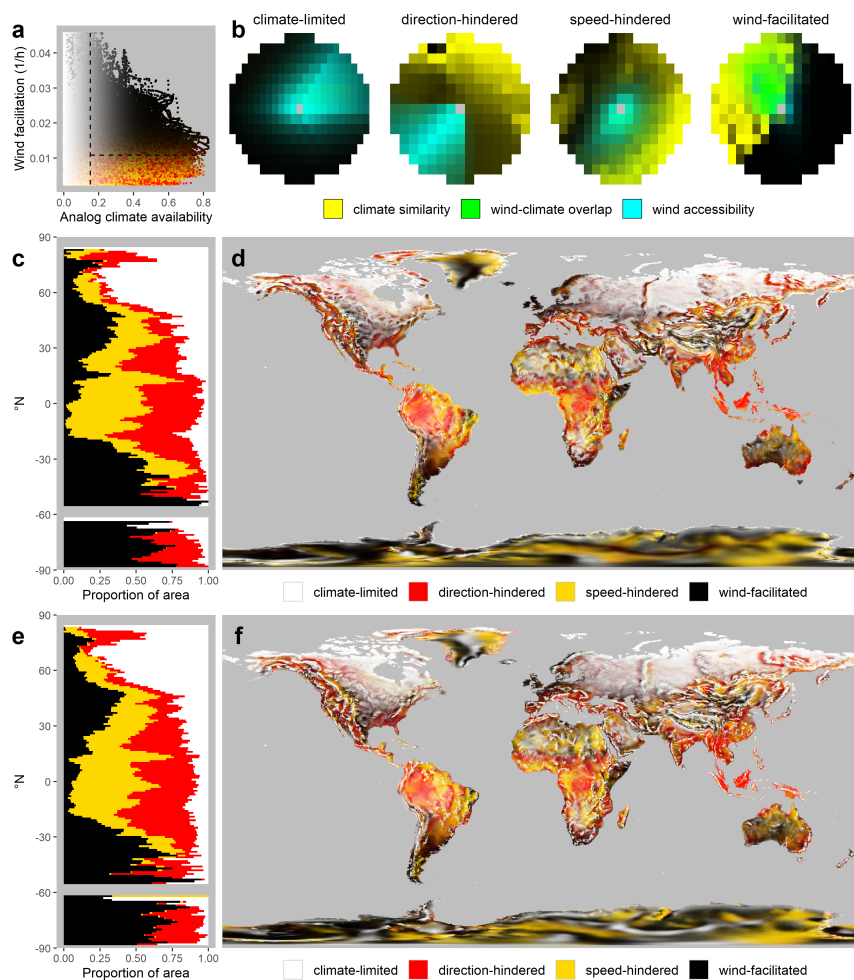 a
Wind facilitation (1/h)
0.04
0.03
0.02
0.01
0.0 0.2 0.4 0.6 0.8
Analog climate availability
b
climate-limited direction-hindered speed-hindered wind-facilitated
climate similarity wind-climate overlap wind accessibility
c
°N
90
60
30
0
-30
-60
-90
0.00 0.25 0.50 0.75 1.00
Proportion of area
d
climate-limited direction-hindered speed-hindered wind-facilitated
e
°N
90
60
30
0
-30
-60
-90
0.00 0.25 0.50 0.75 1.00
Proportion of area
f
climate-limited direction-hindered speed-hindered wind-facilitated